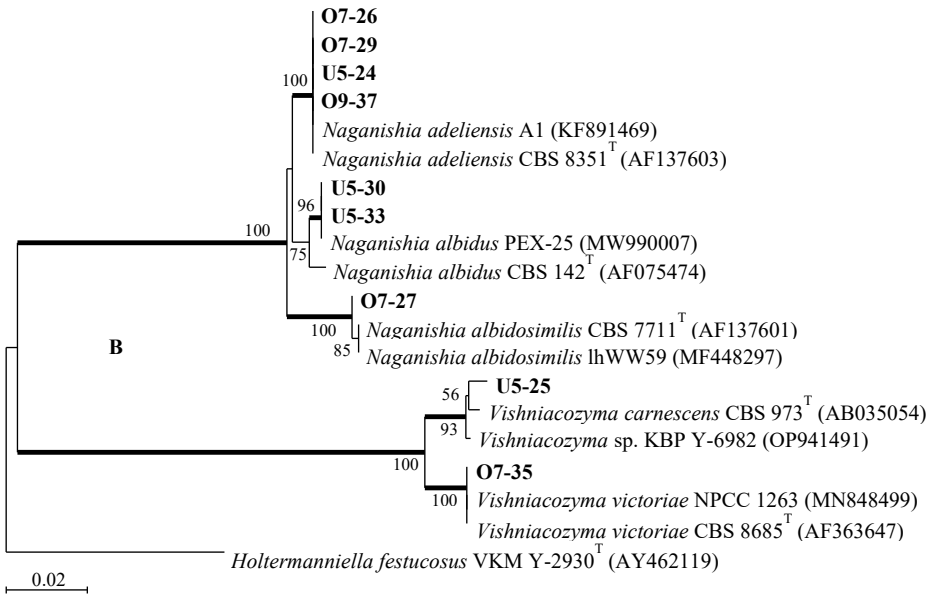 O7-26
O7-29
100
U5-24
O9-37
Naganishia adeliensis A1 (KF891469)
Naganishia adeliensis CBS 8351T (AF137603)
U5-30
96
U5-33
100
Naganishia albidus PEX-25 (MW990007)
75
Naganishia albidus CBS 142T (AF075474)
O7-27
100
Naganishia albidosimilis CBS 7711T (AF137601)
85
Naganishia albidosimilis lhWW59 (MF448297)
B
U5-25
56
Vishniacozyma carnescens CBS 973T (AB035054)
93
Vishniacozyma sp. KBP Y-6982 (OP941491)
100
O7-35
100
Vishniacozyma victoriae NPCC 1263 (MN848499)
Vishniacozyma victoriae CBS 8685T (AF363647)
Holtermanniella festucosus VKM Y-2930T (AY462119)
0.02